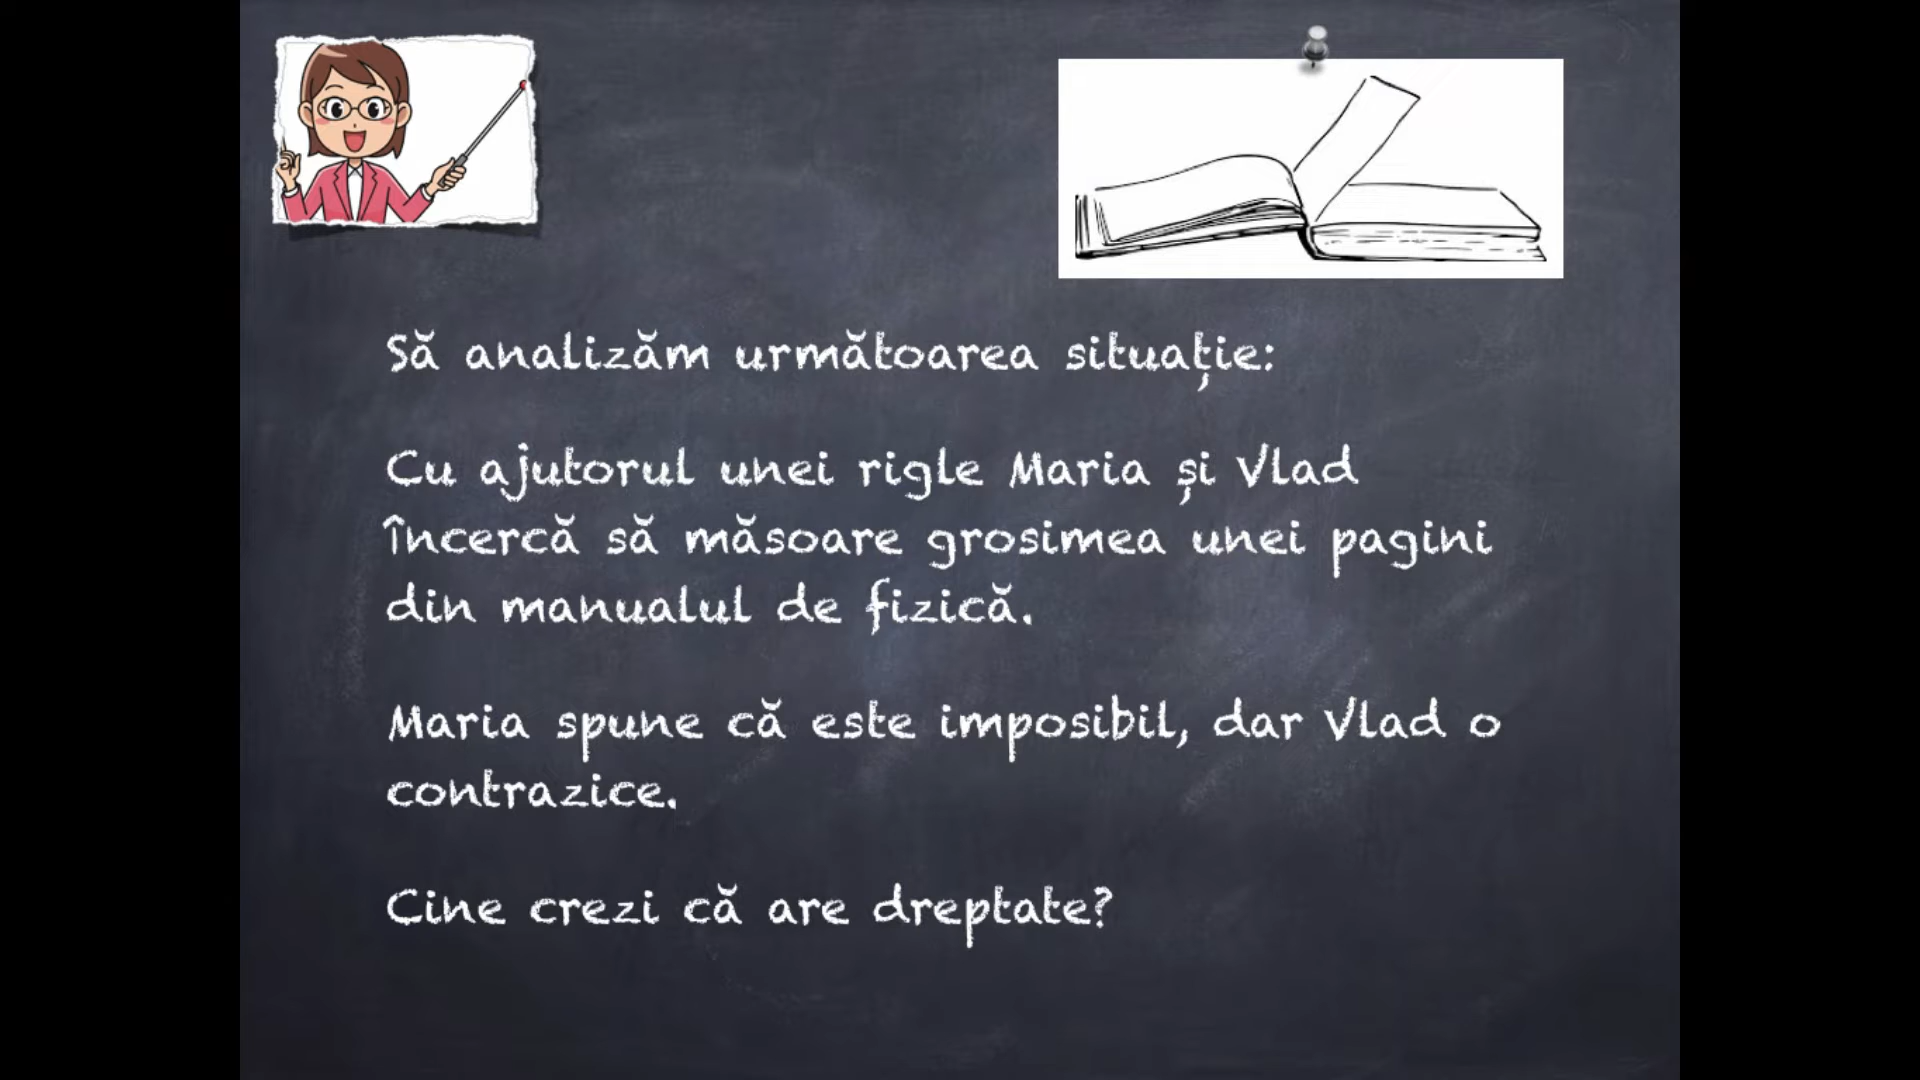 Să analizăm următoarea situație:
Cu ajutorul unei rigle Maria și Vlad
încercă să măsoare grosimea unei pagini
din manualul de fizică.
Maria spune că este imposibil, dar Vlad o
contrazice.
Cine crezi că are dreptate?